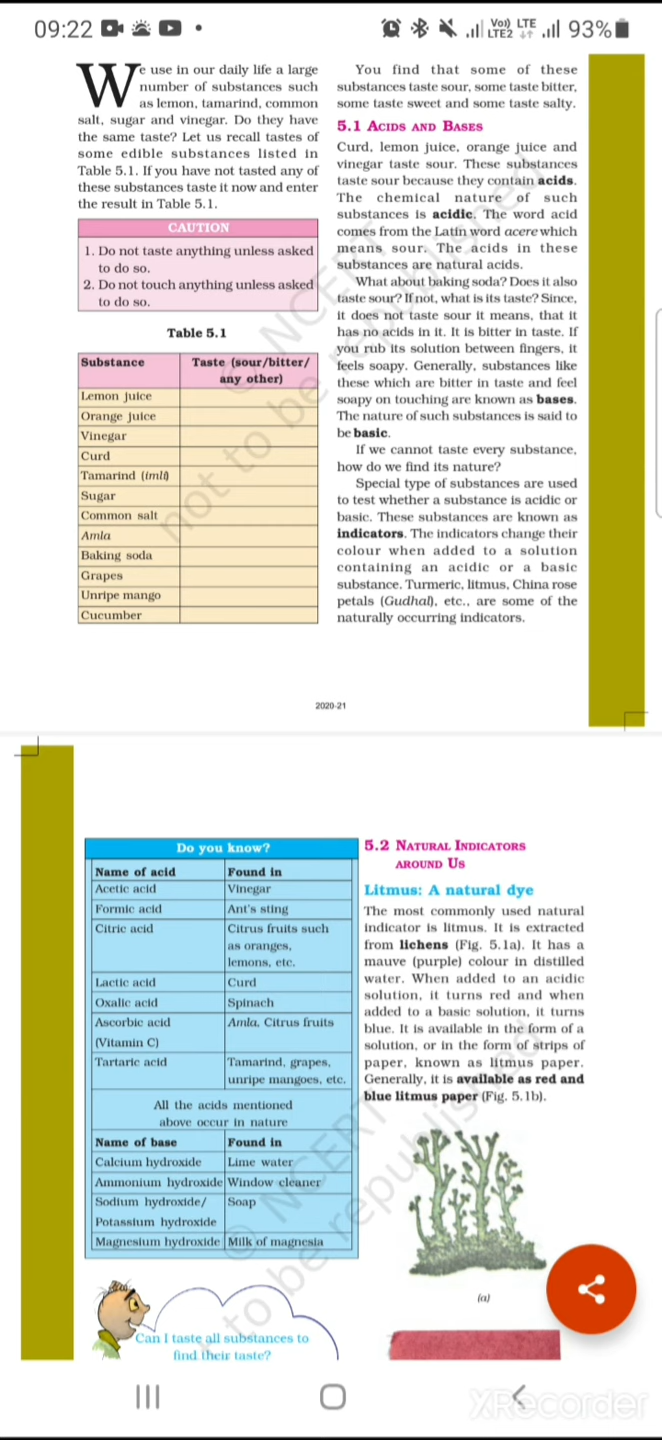 09:22
Vo)) LTE
LTE2
93%
We use in our daily life a large
number of substances such
as lemon, tamarind, common
salt, sugar and vinegar. Do they have
the same taste? Let us recall tastes of
some edible substances listed in
Table 5.1. If you have not tasted any of
these substances taste it now and enter
the result in Table 5.1.
CAUTION
1. Do not taste anything unless asked
to do so.
2. Do not touch anything unless asked
to do so.
Table 5.1
Substance Taste (sour/bitter/
any other)
Lemon juice
Orange juice
Vinegar
Curd
Tamarind (imli)
Sugar
Common salt
Amla
Baking soda
Grapes
Unripe mango
Cucumber
You find that some of these
substances taste sour, some taste bitter,
some taste sweet and some taste salty.
5.1 ACIDS AND BASES
Curd, lemon juice, orange juice and
vinegar taste sour. These substances
taste sour because they contain acids.
The chemical nature of such
substances is acidic. The word acid
comes from the Latin word acere which
means sour. The acids in these
substances are natural acids.
What about baking soda? Does it also
taste sour? If not, what is its taste? Since,
it does not taste sour it means, that it
has no acids in it. It is bitter in taste. If
you rub its solution between fingers, it
feels soapy. Generally, substances like
these which are bitter in taste and feel
soapy on touching are known as bases.
The nature of such substances is said to
be basic.
If we cannot taste every substance,
how do we find its nature?
Special type of substances are used
to test whether a substance is acidic or
basic. These substances are known as
indicators. The indicators change their
colour when added to a solution
containing an acidic or a basic
substance. Turmeric, litmus, China rose
petals (Gudhal), etc., are some of the
naturally occurring indicators.
© NCERT
not to be republished
2020-21
Do you know?
Name of acid Found in
Acetic acid Vinegar
Formic acid Ant's sting
Citric acid Citrus fruits such
as oranges,
lemons, etc.
Lactic acid Curd
Oxalic acid Spinach
Ascorbic acid Amla, Citrus fruits
(Vitamin C)
Tartaric acid Tamarind, grapes,
unripe mangoes, etc.
All the acids mentioned
above occur in nature
Name of base Found in
Calcium hydroxide Lime water
Ammonium hydroxide Window cleaner
Sodium hydroxide/ Soap
Potassium hydroxide
Magnesium hydroxide Milk of magnesia
Can I taste all substances to
find their taste?
5.2 NATURAL INDICATORS
AROUND US
Litmus: A natural dye
The most commonly used natural
indicator is litmus. It is extracted
from lichens (Fig. 5.1a). It has a
mauve (purple) colour in distilled
water. When added to an acidic
solution, it turns red and when
added to a basic solution, it turns
blue. It is available in the form of a
solution, or in the form of strips of
paper, known as litmus paper.
Generally, it is available as red and
blue litmus paper (Fig. 5.1b).
(a)
© NCERT
to be republished
XRecorder